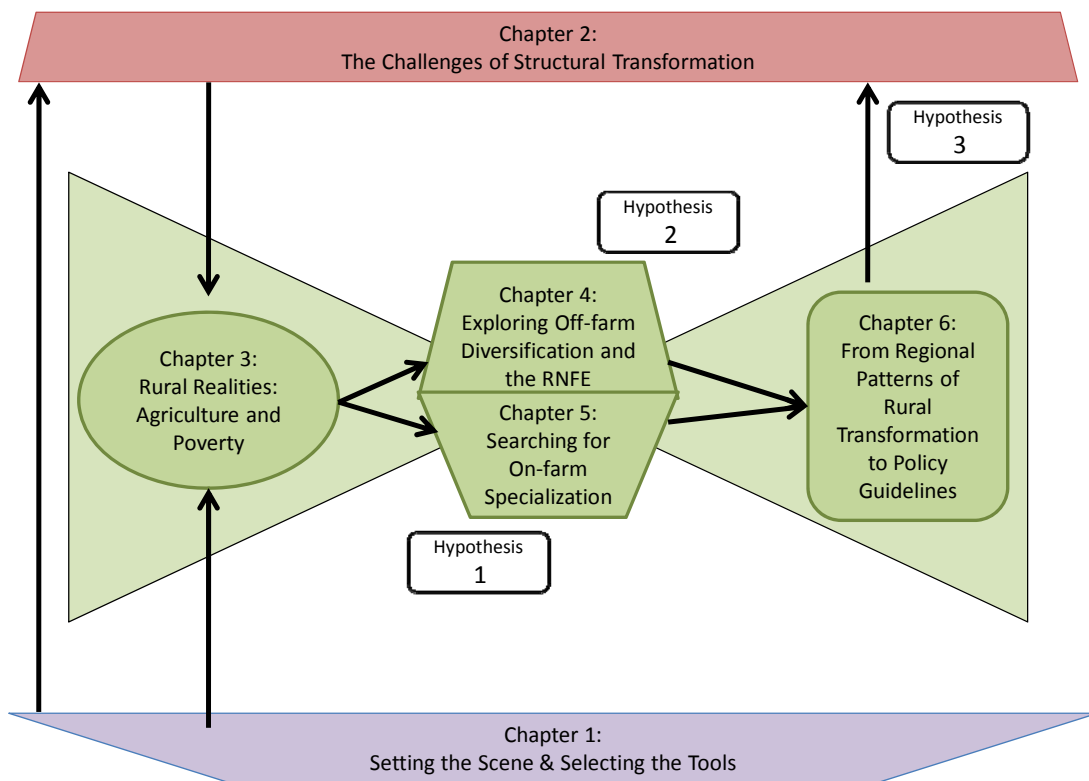 Chapter 2:
The Challenges of Structural Transformation
Hypothesis
3
Hypothesis
2
Chapter 4:
Exploring Off-farm
Diversification and
the RNFE
Chapter 3:
Rural Realities:
Agriculture and
Poverty
Chapter 5:
Searching for
On-farm
Specialization
Chapter 6:
From Regional
Patterns of
Rural
Transformation
to Policy
Guidelines
Hypothesis
1
Chapter 1:
Setting the Scene & Selecting the Tools